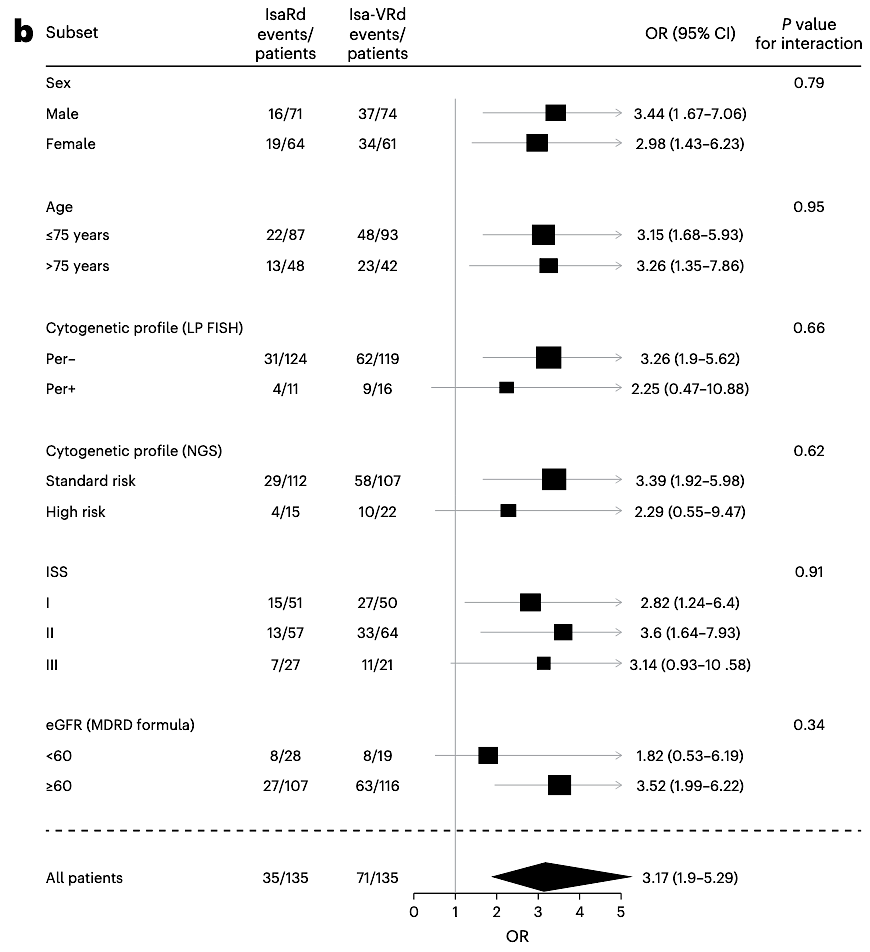 b Subset IsaRd events/ patients Isa-VRd events/ patients OR (95% CI) P value for interaction
Sex 0.79
Male 16/71 37/74 3.44 (1 .67–7.06)
Female 19/64 34/61 2.98 (1.43–6.23)
Age 0.95
≤75 years 22/87 48/93 3.15 (1.68–5.93)
>75 years 13/48 23/42 3.26 (1.35–7.86)
Cytogenetic profile (LP FISH) 0.66
Per– 31/124 62/119 3.26 (1.9–5.62)
Per+ 4/11 9/16 2.25 (0.47–10.88)
Cytogenetic profile (NGS) 0.62
Standard risk 29/112 58/107 3.39 (1.92–5.98)
High risk 4/15 10/22 2.29 (0.55–9.47)
ISS 0.91
I 15/51 27/50 2.82 (1.24–6.4)
II 13/57 33/64 3.6 (1.64–7.93)
III 7/27 11/21 3.14 (0.93–10 .58)
eGFR (MDRD formula) 0.34
<60 8/28 8/19 1.82 (0.53–6.19)
≥60 27/107 63/116 3.52 (1.99–6.22)
All patients 35/135 71/135 3.17 (1.9–5.29)
0 1 2 3 4 5
OR